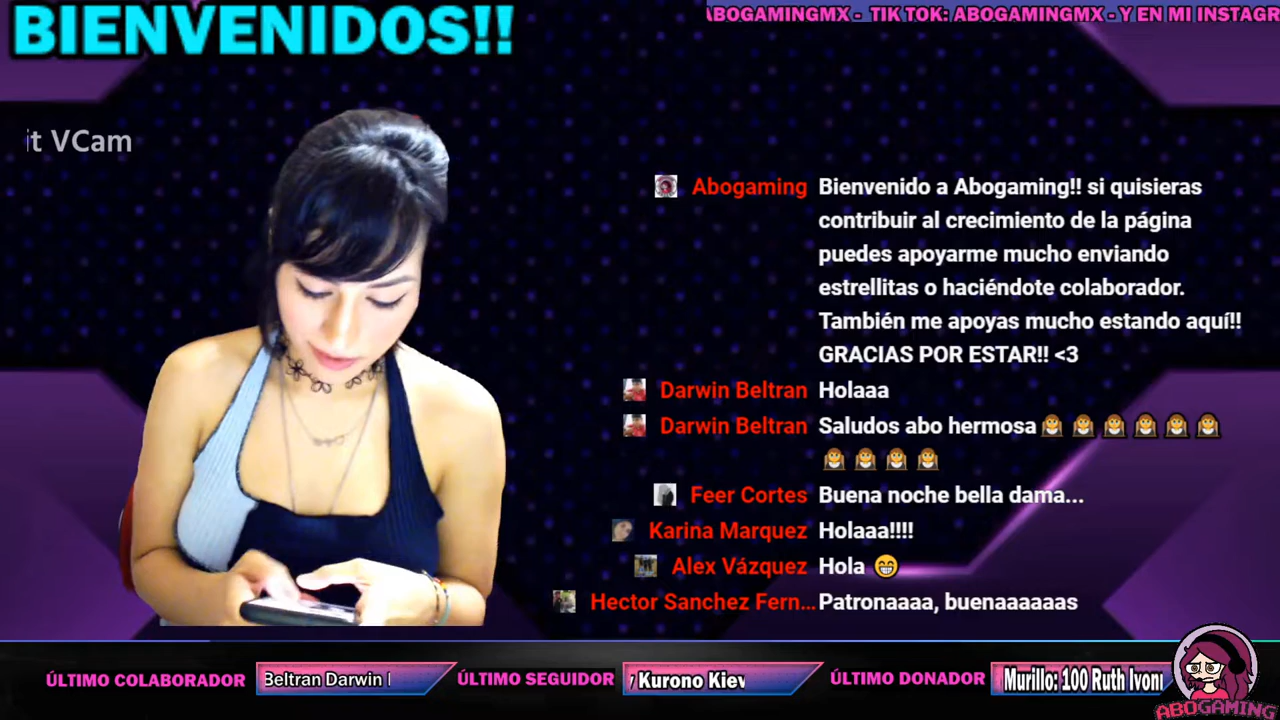 BIENVENIDOS!!
ABOGAMINGMX - TIK TOK: ABOGAMINGMX - Y EN MI INSTAGR
it VCam
Abogaming Bienvenido a Abogaming!! si quisieras
contribuir al crecimiento de la página
puedes apoyarme mucho enviando
estrellitas o haciéndote colaborador.
También me apoyas mucho estando aquí!!
GRACIAS POR ESTAR!! <3
Darwin Beltran Holaaa
Darwin Beltran Saludos abo hermosa🙉 🙉 🙉 🙉 🙉 🙉
🙉 🙉 🙉 🙉
Feer Cortes Buena noche bella dama...
Karina Marquez Holaaa!!!!
Alex Vázquez Hola 😁
Hector Sanchez Fern... Patronaaaa, buenaaaaaas
ÚLTIMO COLABORADOR Beltran Darwin ÚLTIMO SEGUIDOR Kurono Kiev ÚLTIMO DONADOR Murillo: 100 Ruth Ivon
ABOGAMING